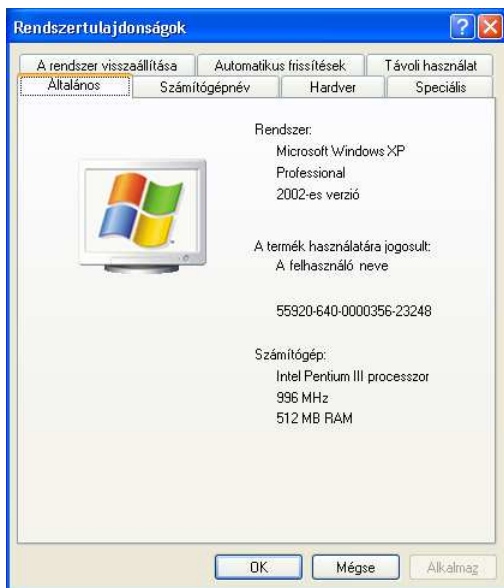 Rendszertulajdonságok
A rendszer visszaállítása Automatikus frissítések Távoli használat
Általános Számítógépnév Hardver Speciális
Rendszer:
Microsoft Windows XP
Professional
2002-es verzió
A termék használatára jogosult:
A felhasználó neve
55920-640-0000356-23248
Számítógép:
Intel Pentium III processzor
996 MHz
512 MB RAM
OK Mégse Alkalmaz